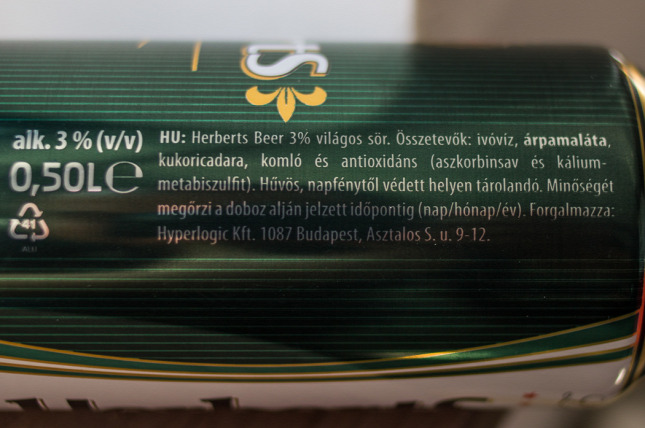 alk. 3 % (v/v)
0,50L℮
41
HU: Herberts Beer 3% világos sör. Összetevők: ivóvíz, árpamaláta,
kukoricadara, komló és antioxidáns (aszkorbinsav és kálium-
metabiszulfit). Hűvös, napfénytől védett helyen tárolandó. Minőségét
megőrzi a doboz alján jelzett időpontig (nap/hónap/év). Forgalmazza:
Hyperlogic Kft. 1087 Budapest, Asztalos S. u. 9-12.